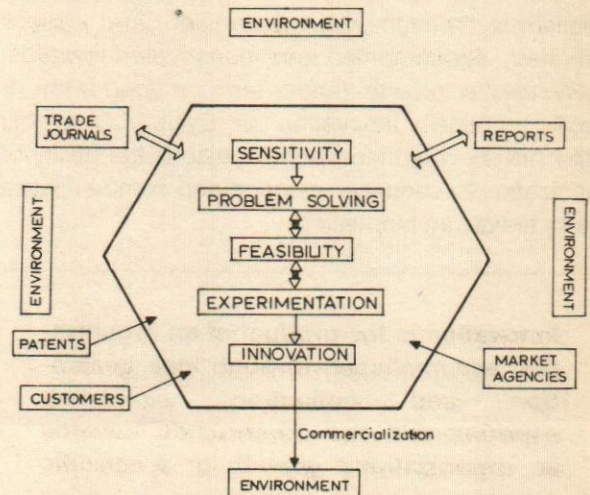 ENVIRONMENT
TRADE
JOURNALS
REPORTS
SENSITIVITY
PROBLEM SOLVING
ENVIRONMENT
ENVIRONMENT
FEASIBILITY
EXPERIMENTATION
PATENTS
INNOVATION
MARKET
AGENCIES
CUSTOMERS
Commercialization
ENVIRONMENT